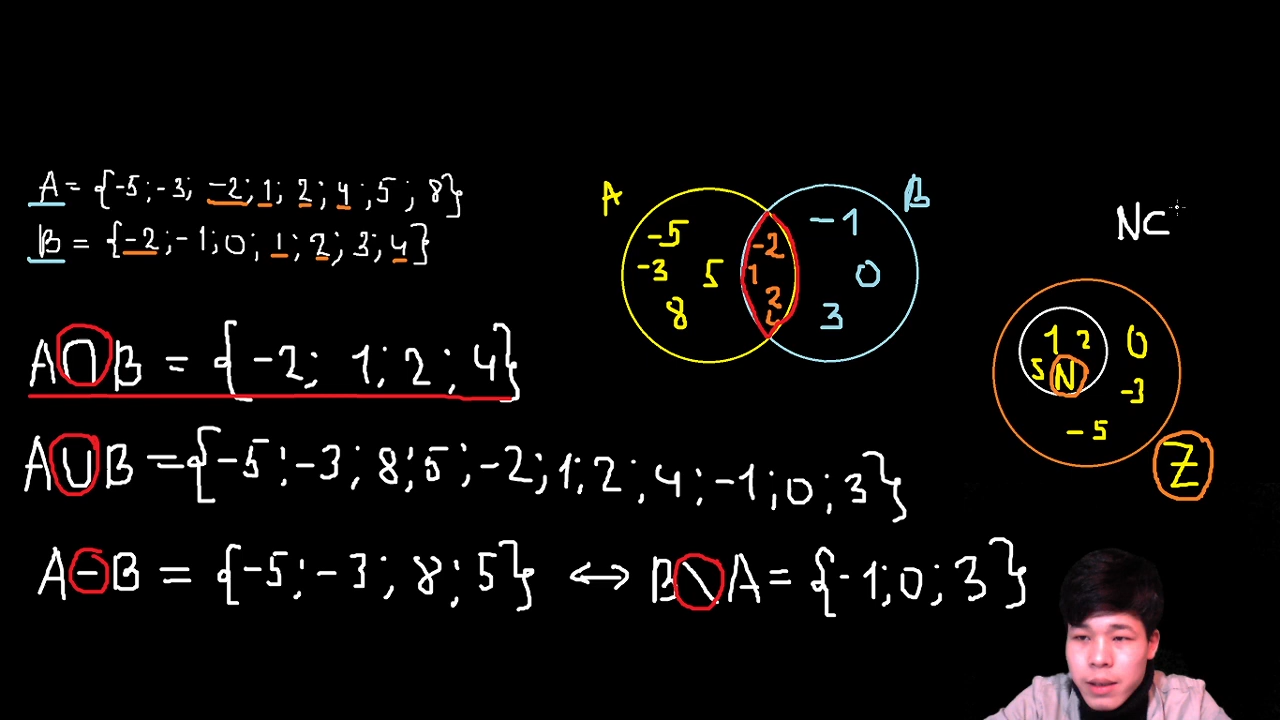 A = {-5; -3; -2; 1; 2; 4; 5; 8}
B = {-2; -1; 0; 1; 2; 3; 4}
A∩B = {-2; 1; 2; 4}
A∪B = {-5; -3; 8; 5; -2; 1; 2; 4; -1; 0; 3}
A-B = {-5; -3; 8; 5} ↔ B\A = {-1; 0; 3}
A B
-5 -2 -1
-3 5 1 0
8 2 3
4
N⊂
1 2 0
5 N -3
-5
Z